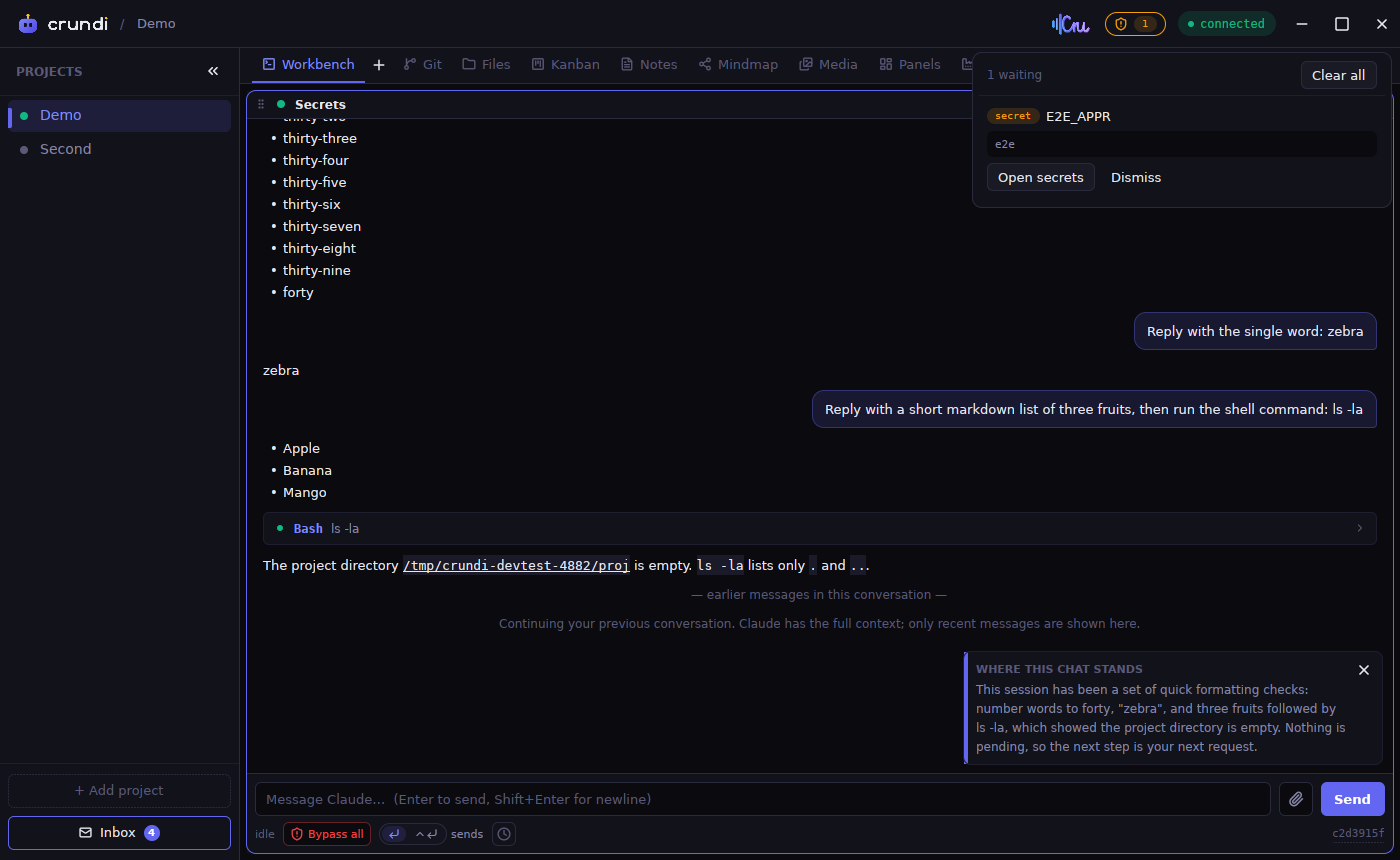 crundi / Demo
Cru
1
connected
PROJECTS
Workbench
Git
Files
Kanban
Notes
Mindmap
Media
Panels
1 waiting
Clear all
Demo
Second
Secrets
secret E2E_APPR
e2e
Open secrets
Dismiss
thirty-two
• thirty-three
• thirty-four
• thirty-five
• thirty-six
• thirty-seven
• thirty-eight
• thirty-nine
• forty
Reply with the single word: zebra
zebra
Reply with a short markdown list of three fruits, then run the shell command: ls -la
• Apple
• Banana
• Mango
Bash ls -la
The project directory /tmp/crundi-devtest-4882/proj is empty. ls -la lists only . and ...
— earlier messages in this conversation —
Continuing your previous conversation. Claude has the full context; only recent messages are shown here.
WHERE THIS CHAT STANDS
This session has been a set of quick formatting checks:
number words to forty, "zebra", and three fruits followed by
ls -la, which showed the project directory is empty. Nothing is
pending, so the next step is your next request.
+ Add project
Inbox 4
Message Claude... (Enter to send, Shift+Enter for newline)
Send
idle
Bypass all
sends
c2d3915f